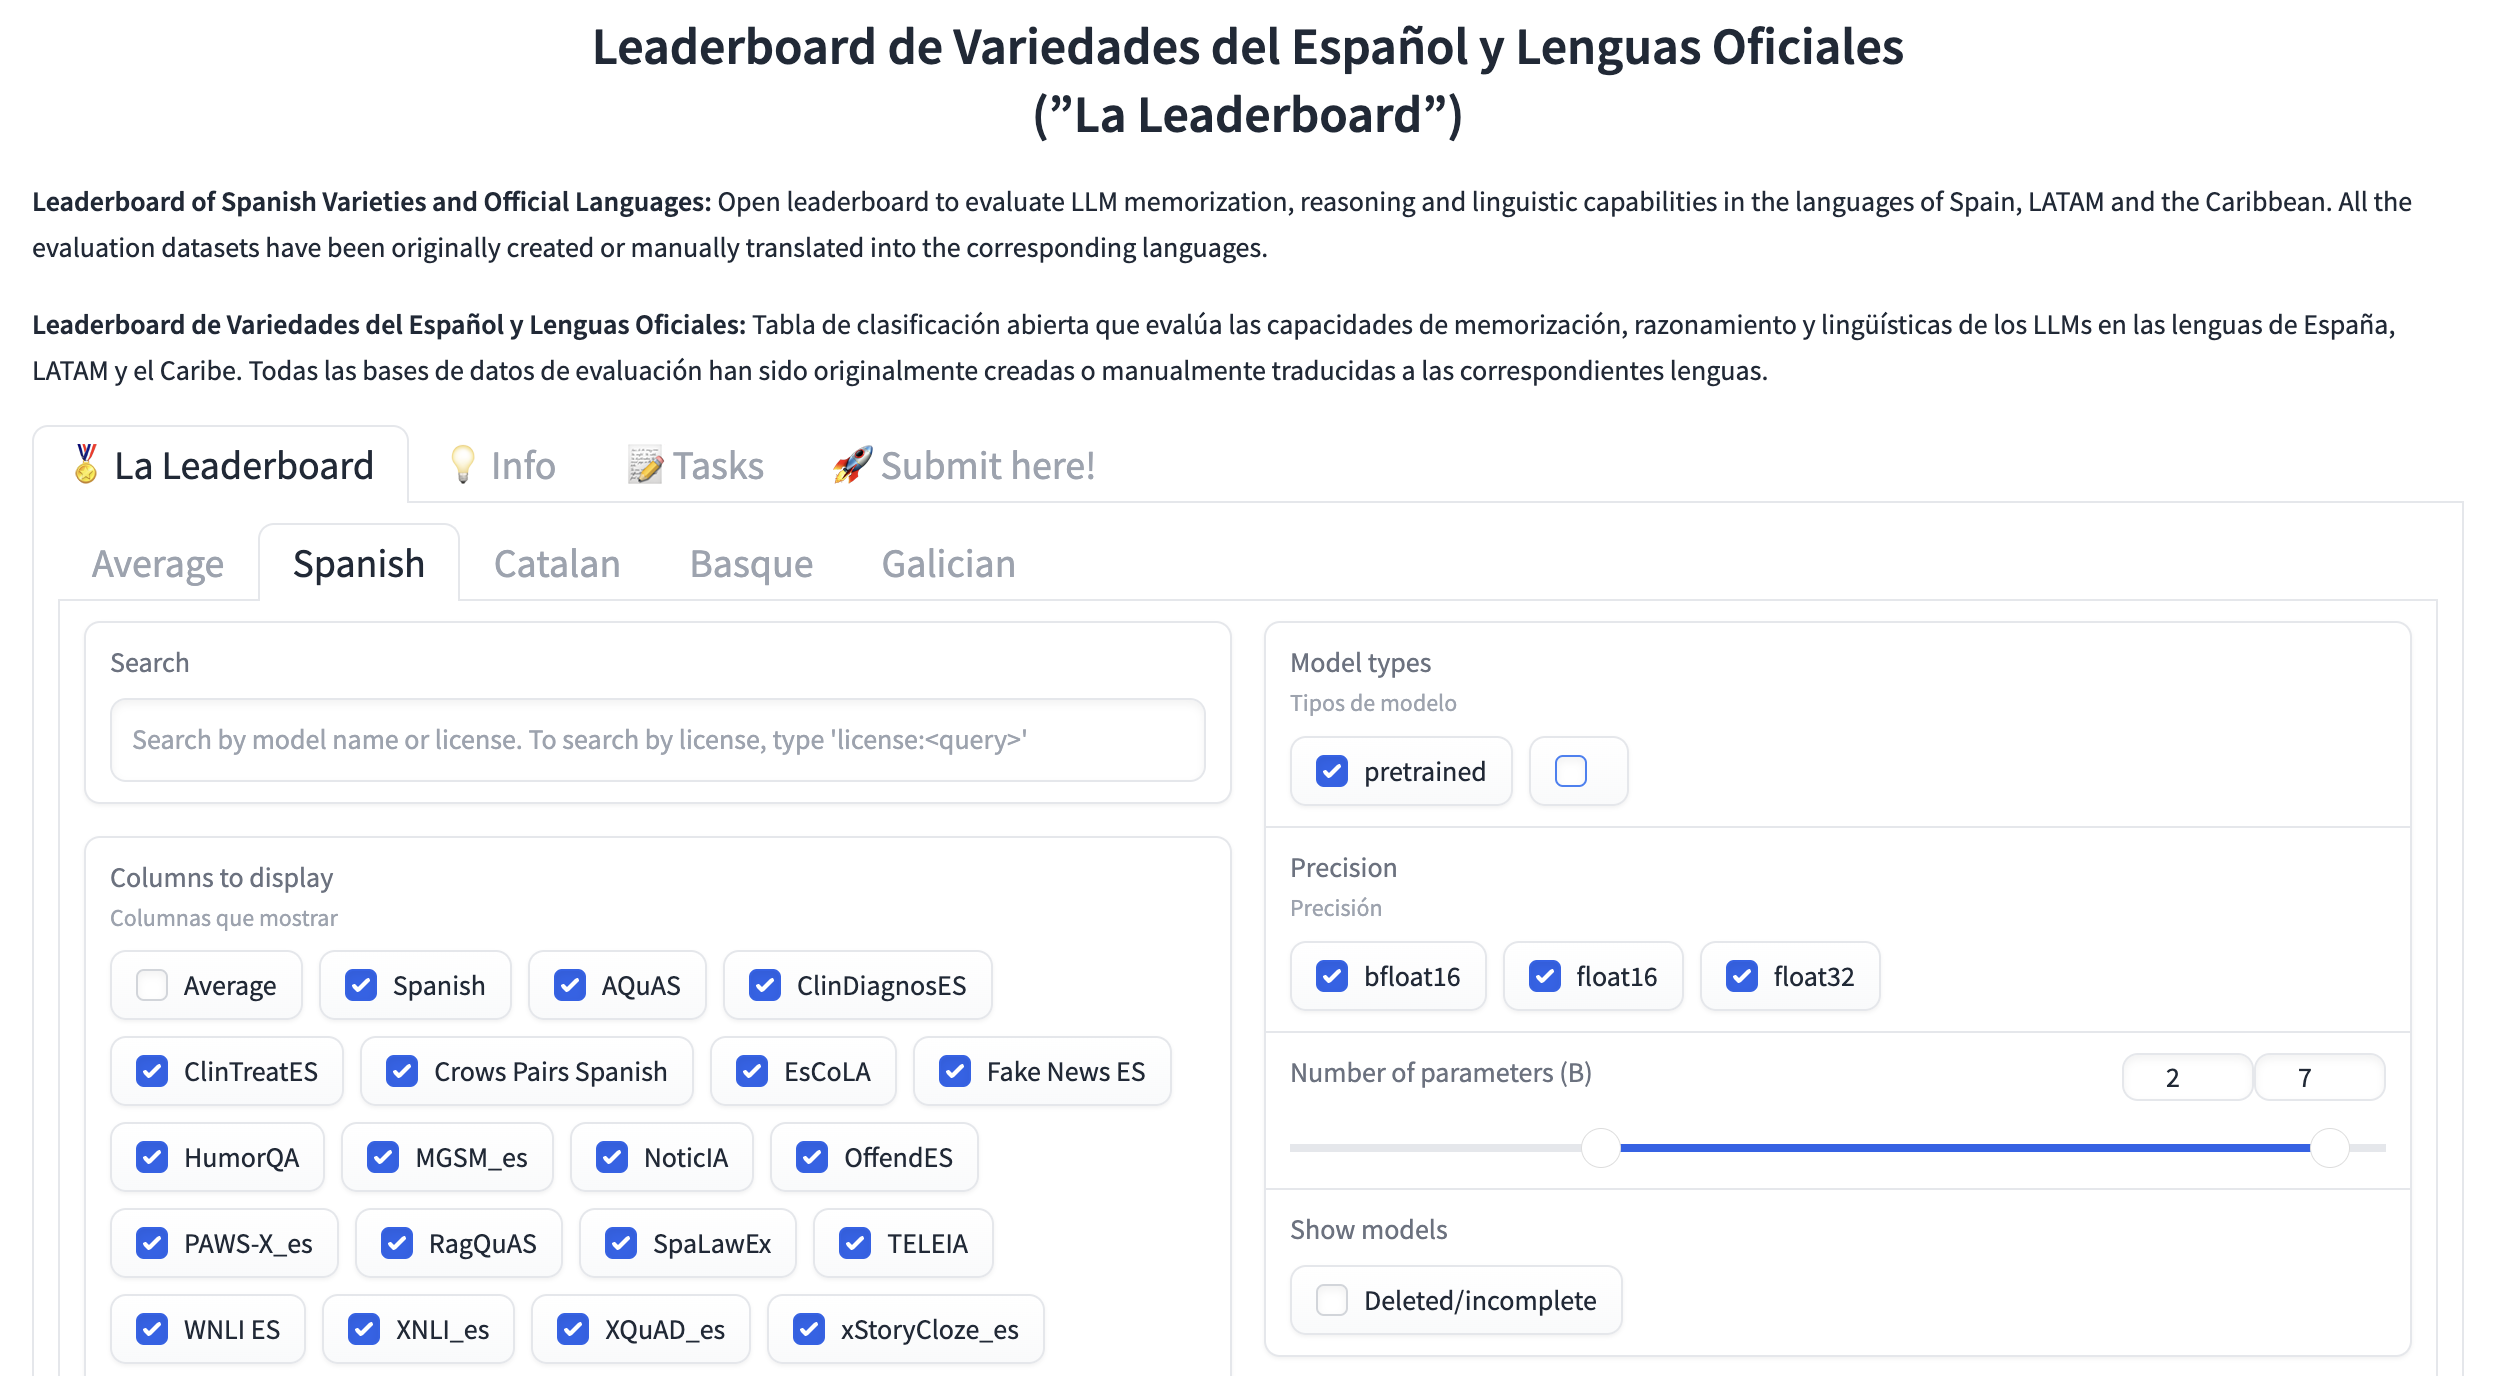 Leaderboard de Variedades del Español y Lenguas Oficiales
(”La Leaderboard”)
Leaderboard of Spanish Varieties and Official Languages: Open leaderboard to evaluate LLM memorization, reasoning and linguistic capabilities in the languages of Spain, LATAM and the Caribbean. All the
evaluation datasets have been originally created or manually translated into the corresponding languages.
Leaderboard de Variedades del Español y Lenguas Oficiales: Tabla de clasificación abierta que evalúa las capacidades de memorización, razonamiento y lingüísticas de los LLMs en las lenguas de España,
LATAM y el Caribe. Todas las bases de datos de evaluación han sido originalmente creadas o manualmente traducidas a las correspondientes lenguas.
La Leaderboard Info Tasks Submit here!
Average Spanish Catalan Basque Galician
Search
Search by model name or license. To search by license, type 'license:<query>'
Columns to display
Columnas que mostrar
Average Spanish AQuAS ClinDiagnosES
ClinTreatES Crows Pairs Spanish EsCoLA Fake News ES
HumorQA MGSM_es NoticIA OffendES
PAWS-X_es RagQuAS SpaLawEx TELEIA
WNLI ES XNLI_es XQuAD_es xStoryCloze_es
Model types
Tipos de modelo
pretrained
Precision
Precisión
bfloat16 float16 float32
Number of parameters (B) 2 7
Show models
Deleted/incomplete